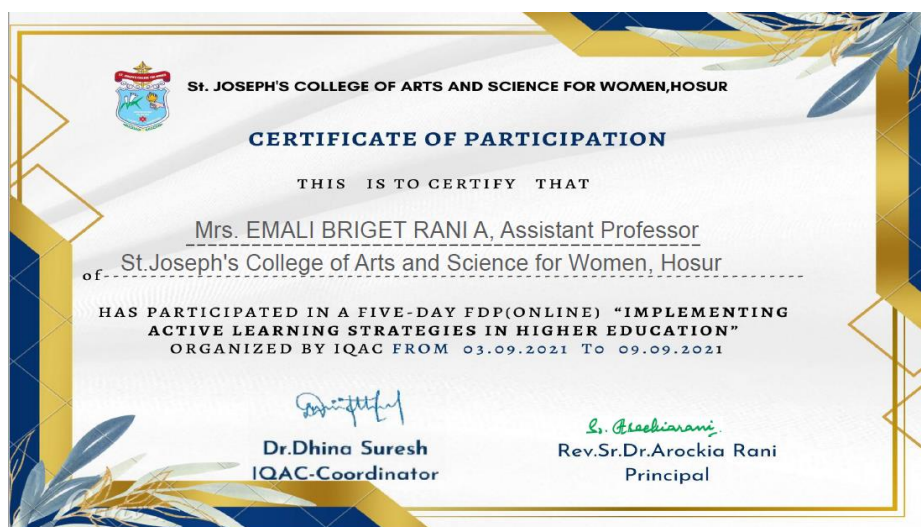 St. JOSEPH'S COLLEGE OF ARTS AND SCIENCE FOR WOMEN,HOSUR
CERTIFICATE OF PARTICIPATION
THIS IS TO CERTIFY THAT
Mrs. EMALI BRIGET RANI A, Assistant Professor
of St.Joseph's College of Arts and Science for Women, Hosur
HAS PARTICIPATED IN A FIVE-DAY FDP(ONLINE) "IMPLEMENTING
ACTIVE LEARNING STRATEGIES IN HIGHER EDUCATION"
ORGANIZED BY IQAC FROM 03.09.2021 TO 09.09.2021
Dr.Dhina Suresh
IQAC-Coordinator
Rev.Sr.Dr.Arockia Rani
Principal